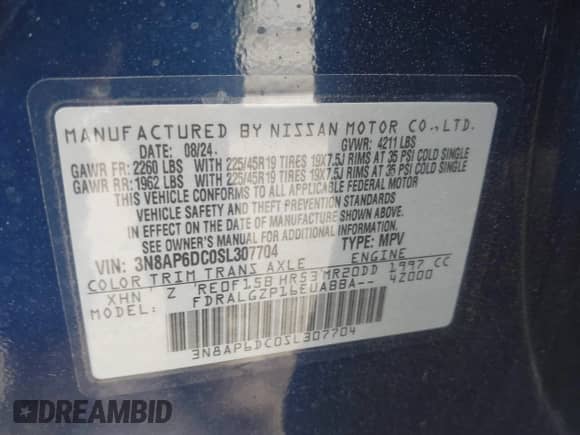 MANUFACTURED BY NISSAN MOTOR CO.,LTD.
DATE: 08/24. GVWR: 4211 LBS
GAWR FR: 2260 LBS WITH 225/45R19 TIRES 19X7.5J RIMS AT 35 PSI COLD SINGLE
GAWR RR: 1962 LBS WITH 225/45R19 TIRES 19X7.5J RIMS AT 35 PSI COLD SINGLE
THIS VEHICLE CONFORMS TO ALL APPLICABLE FEDERAL MOTOR
VEHICLE SAFETY AND THEFT PREVENTION STANDARDS
IN EFFECT ON THE DATE OF MANUFACTURE SHOWN ABOVE.
SEE OWNER'S MANUAL FOR ADDITIONAL INFORMATION.
VIN: 3N8AP6DC0SL307704 TYPE: MPV
COLOR TRIM TRANS AXLE ENGINE
XHN Z RE0F15B HR53 MR20DD 1997 CC
MODEL: FDRALGZP16EUABBA-- 4Z000
3N8AP6DC0SL307704
DREAMBID